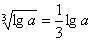 ∛(lg a) = 1/3 lg a